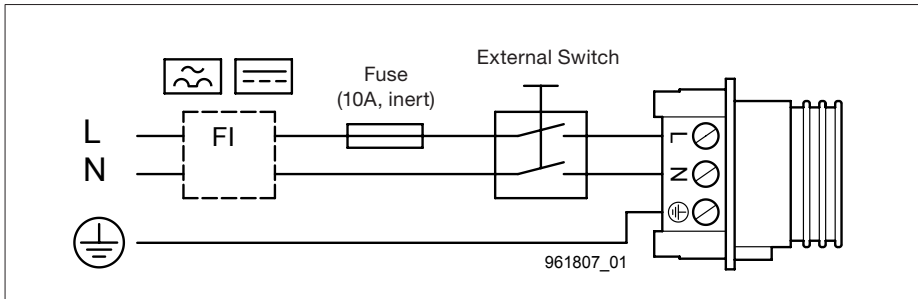 External Switch
Fuse
(10A, inert)
L
FI
N
L
N
961807_01